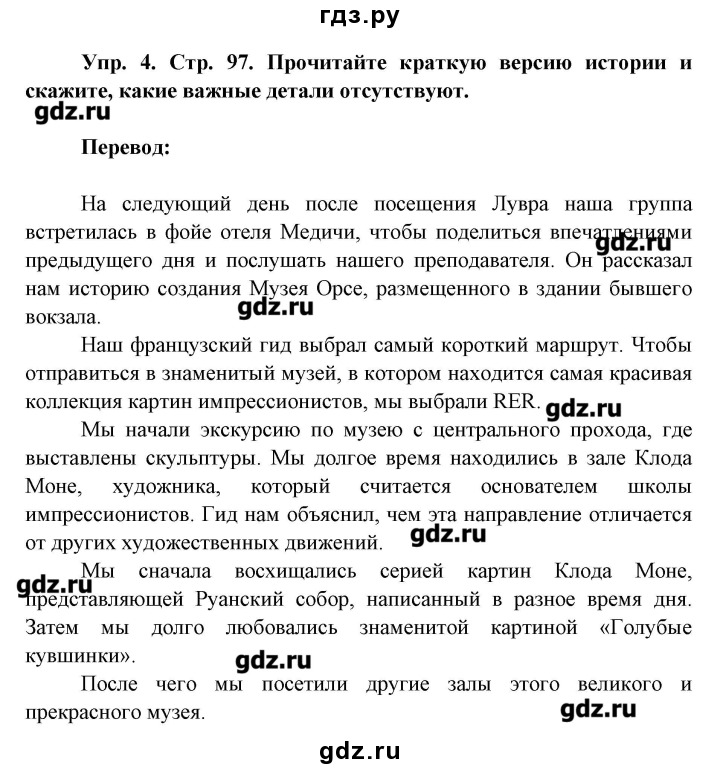 гдз.ру
Упр. 4. Стр. 97. Прочитайте краткую версию истории и
скажите, какие важные детали отсутствуют.
gdz.ru
Перевод:
На следующий день после посещения Лувра наша группа
встретилась в фойе отеля Медичи, чтобы поделиться впечатлениями
gdz.ru
предыдущего дня и послушать нашего преподавателя. Он рассказал
нам историю создания Музея Орсе, размещенного в здании бывшего
gdz.ru
вокзала.
Наш французский гид выбрал самый короткий маршрут. Чтобы
отправиться в знаменитый музей, в котором находится самая красивая
коллекция картин импрессионистов, мы выбрали RER.
gdz.ru
Мы начали экскурсию по музею с центрального прохода, где
выставлены скульптуры. Мы долгое время находились в зале Клода
Моне, художника, который считается основателем школы
импрессионистов. Гид нам объяснил, чем эта направление отличается
от других художественных движений.
gdz.ru
Мы сначала восхищались серией картин Клода Моне,
gdz.ru
представляющей Руанский собор, написанный в разное время дня.
Затем мы долго любовались знаменитой картиной «Голубые
кувшинки».
gdz.ru
После чего мы посетили другие залы этого великого и
прекрасного музея.
gdz.ru
gdz.ru